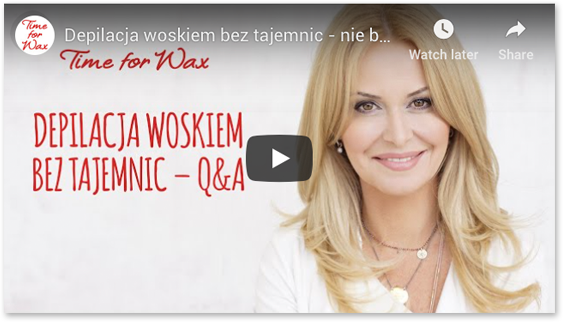 Time
for
Wax
Depilacja woskiem bez tajemnic - nie b...
Watch later
Share
Time for Wax
DEPILACJA WOSKIEM
BEZ TAJEMNIC – Q&A